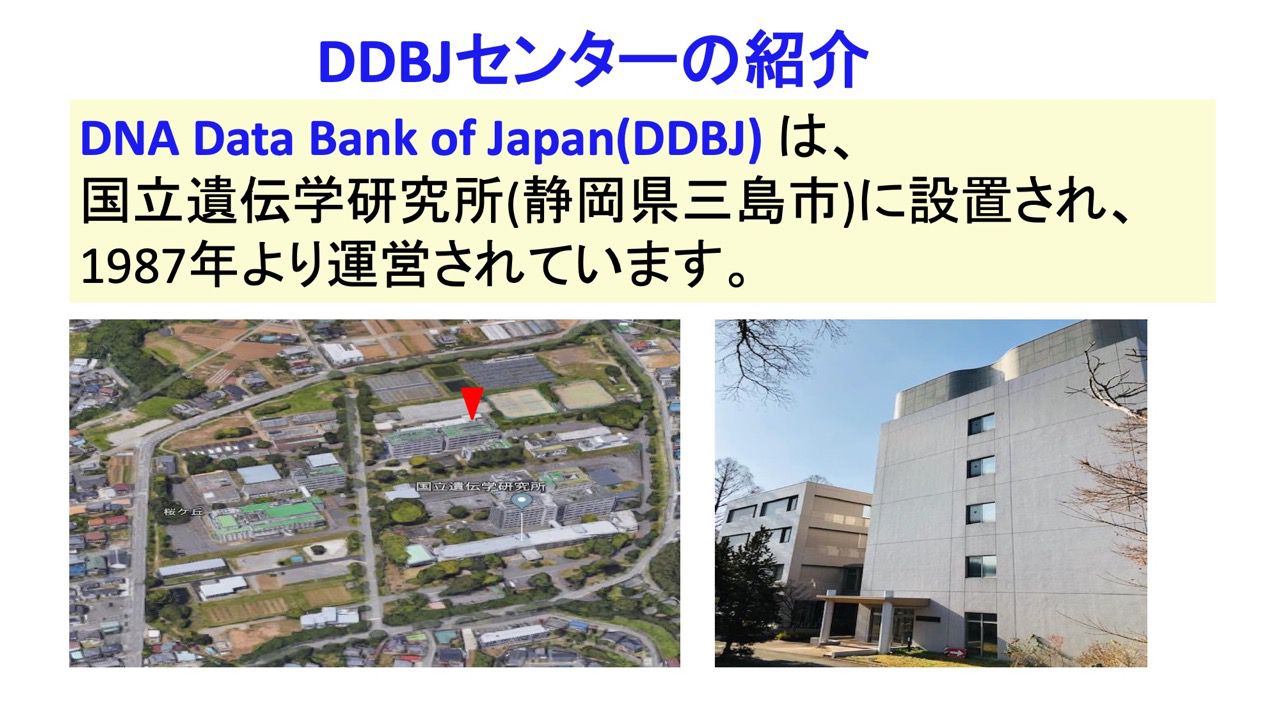 DDBJセンターの紹介
DNA Data Bank of Japan(DDBJ) は、
国立遺伝学研究所(静岡県三島市)に設置され、
1987年より運営されています。
国立遺伝学研究所
桜ケ丘